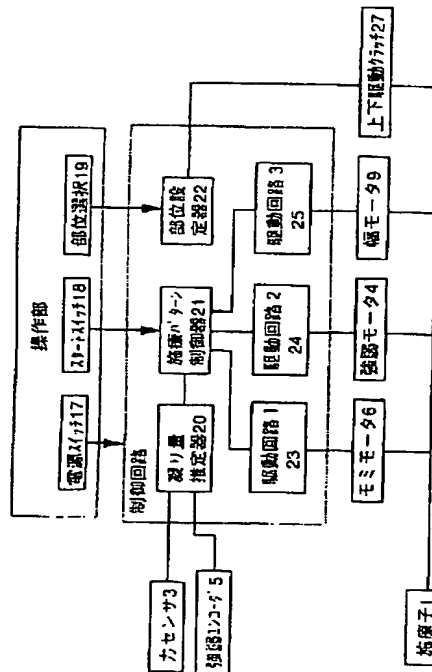 操作部
電源スイッチ17
スタートスイッチ18
部位選択19
制御回路
凝り量
推定器20
施療パターン
制御器21
部位設
定器22
力センサ3
強弱エンコーダ5
駆動回路1
23
駆動回路2
24
駆動回路3
25
モミモータ6
強弱モータ4
幅モータ9
上下駆動クラッチ27
施療子1